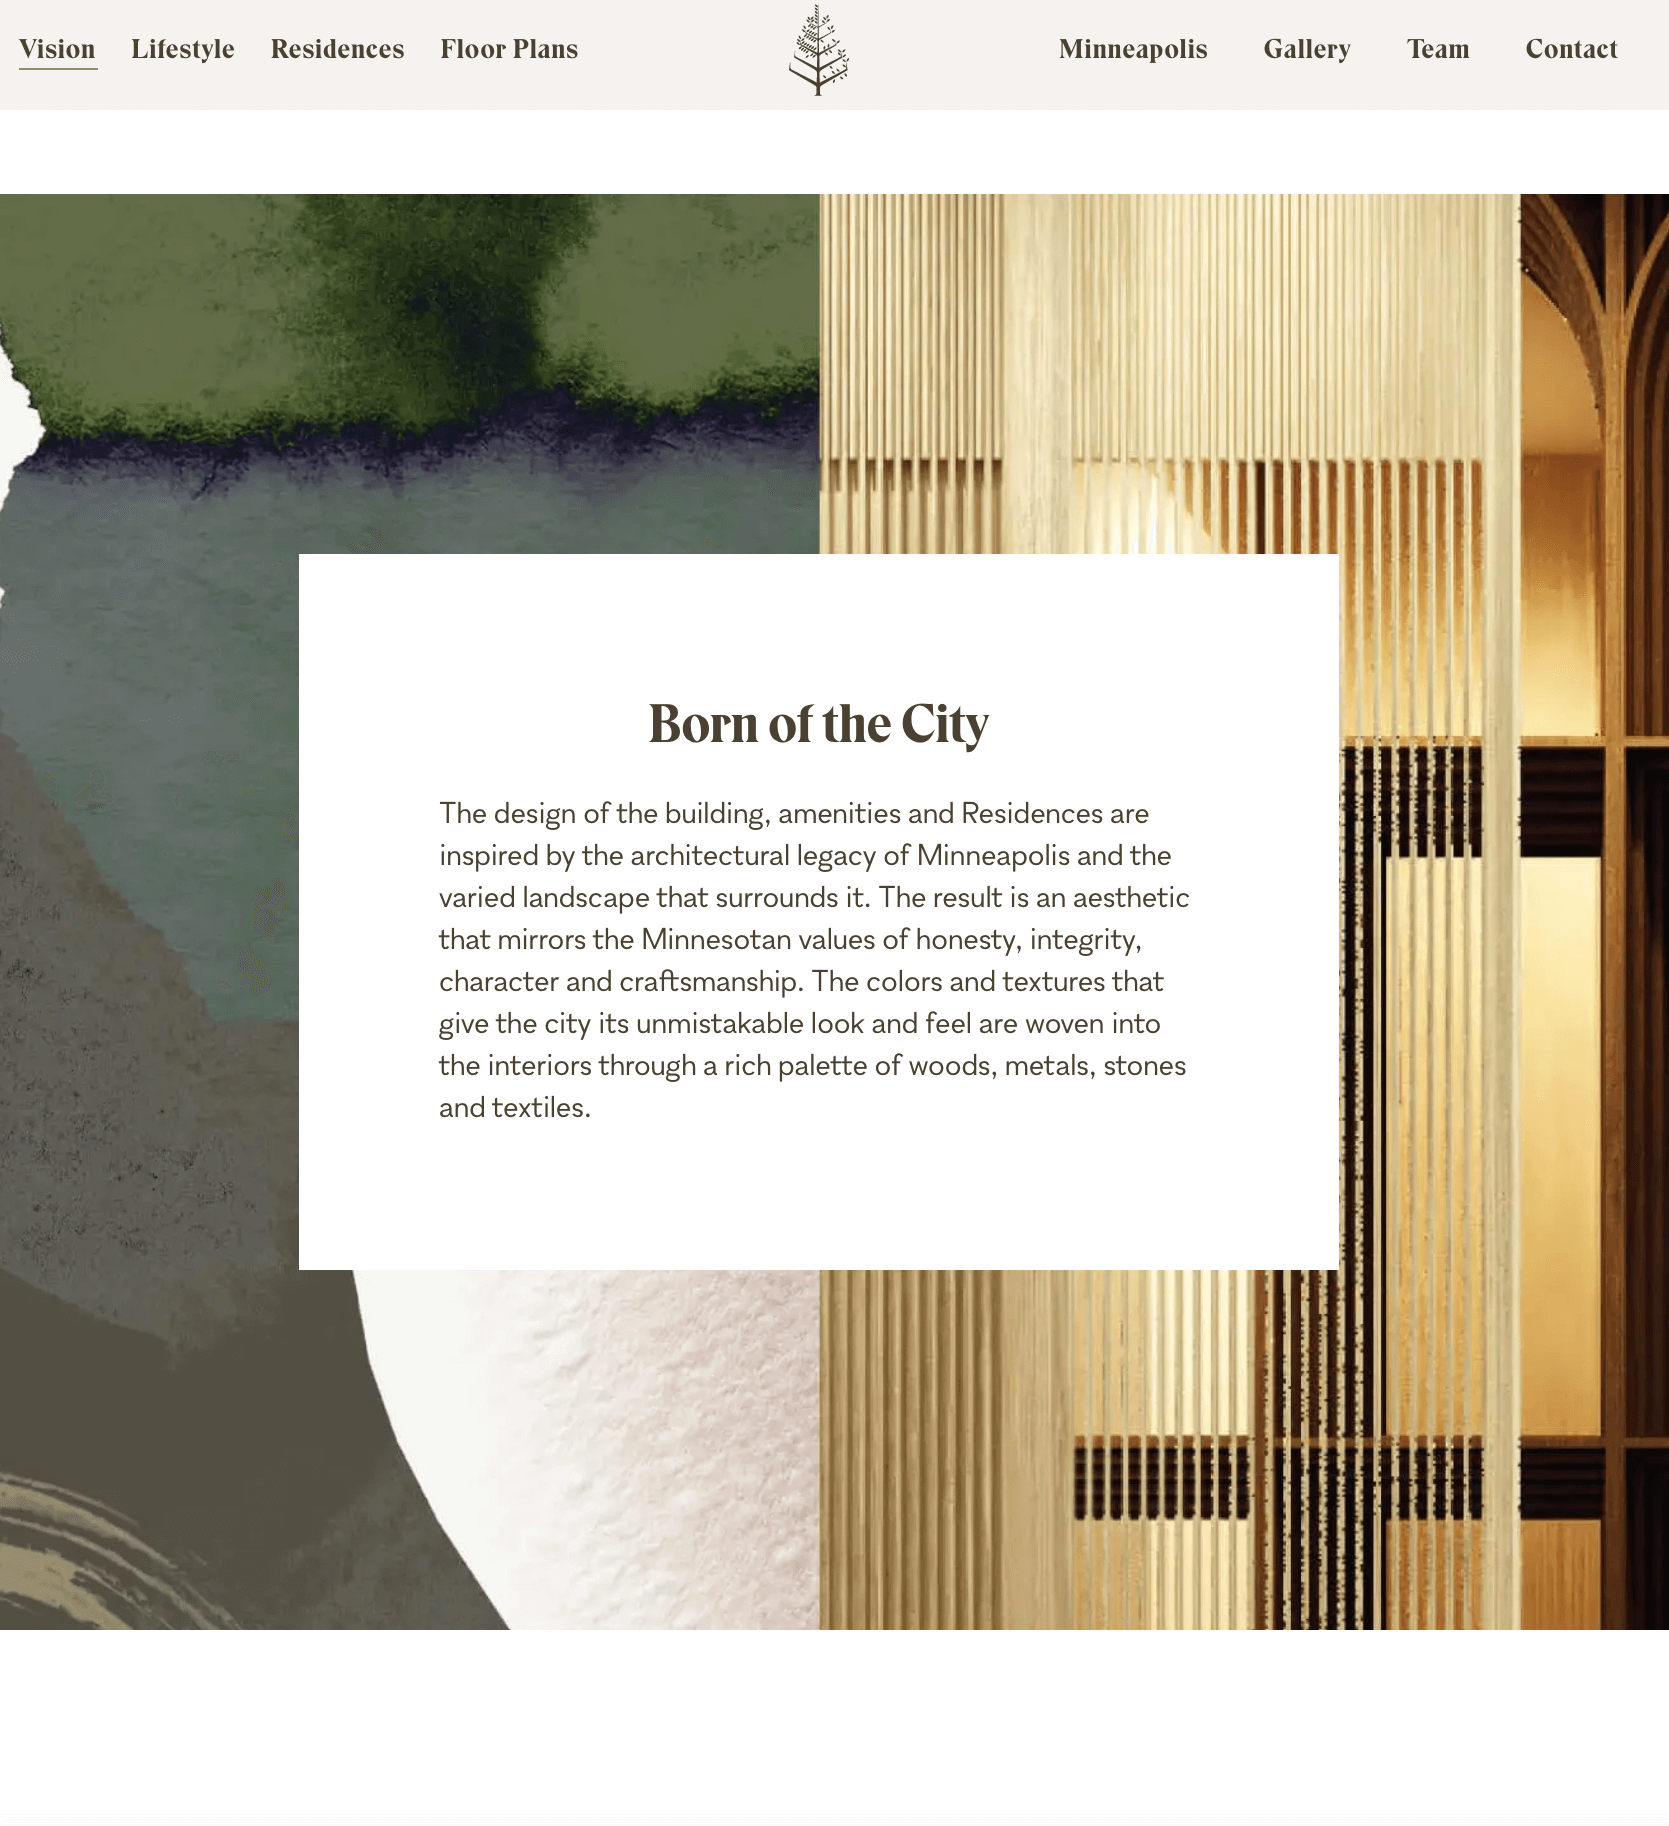 Vision Lifestyle Residences Floor Plans Minneapolis Gallery Team Contact
Born of the City
The design of the building, amenities and Residences are
inspired by the architectural legacy of Minneapolis and the
varied landscape that surrounds it. The result is an aesthetic
that mirrors the Minnesotan values of honesty, integrity,
character and craftsmanship. The colors and textures that
give the city its unmistakable look and feel are woven into
the interiors through a rich palette of woods, metals, stones
and textiles.